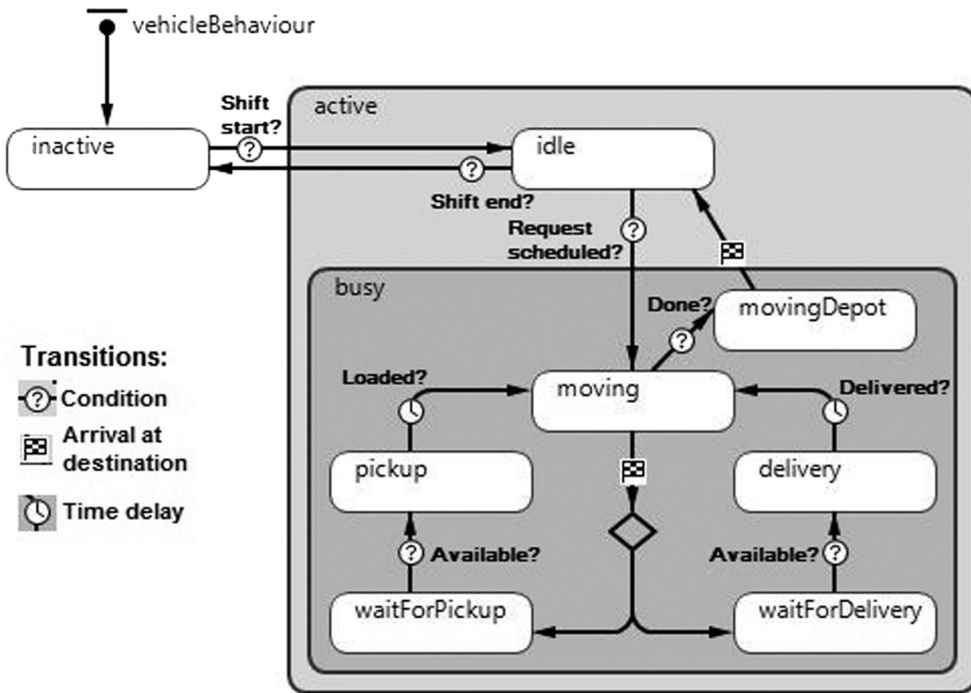 vehicleBehaviour
active
Shift
start?
inactive
?
idle
?
Shift end?
Request
scheduled?
?
busy
Done?
movingDepot
?
Transitions:
? Condition
Arrival at
destination
Time delay
Loaded?
moving
Delivered?
pickup
delivery
? Available?
Available? ?
waitForPickup
waitForDelivery